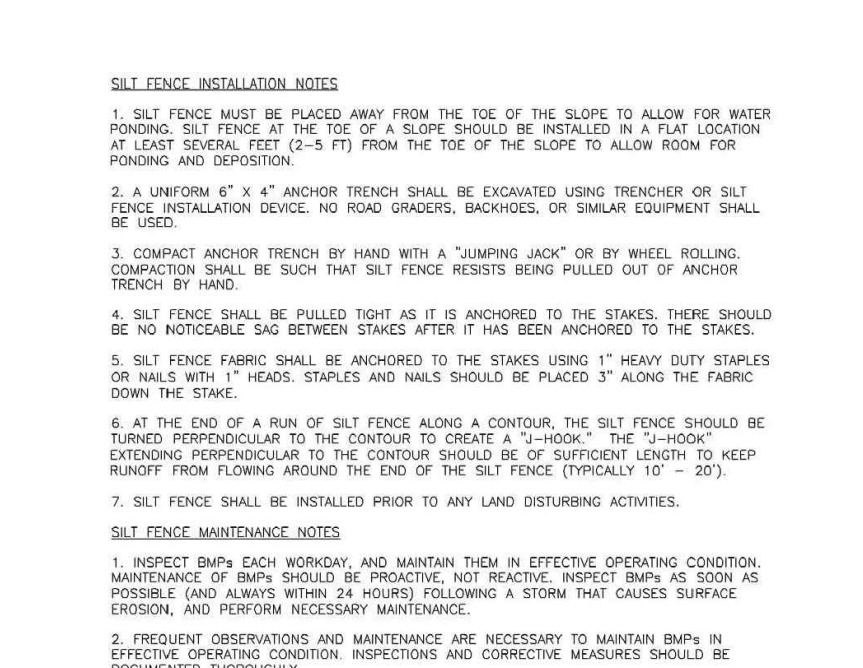 SILT FENCE INSTALLATION NOTES
1. SILT FENCE MUST BE PLACED AWAY FROM THE TOE OF THE SLOPE TO ALLOW FOR WATER
PONDING. SILT FENCE AT THE TOE OF A SLOPE SHOULD BE INSTALLED IN A FLAT LOCATION
AT LEAST SEVERAL FEET (2–5 FT) FROM THE TOE OF THE SLOPE TO ALLOW ROOM FOR
PONDING AND DEPOSITION.
2. A UNIFORM 6" X 4" ANCHOR TRENCH SHALL BE EXCAVATED USING TRENCHER OR SILT
FENCE INSTALLATION DEVICE. NO ROAD GRADERS, BACKHOES, OR SIMILAR EQUIPMENT SHALL
BE USED.
3. COMPACT ANCHOR TRENCH BY HAND WITH A "JUMPING JACK" OR BY WHEEL ROLLING.
COMPACTION SHALL BE SUCH THAT SILT FENCE RESISTS BEING PULLED OUT OF ANCHOR
TRENCH BY HAND.
4. SILT FENCE SHALL BE PULLED TIGHT AS IT IS ANCHORED TO THE STAKES. THERE SHOULD
BE NO NOTICEABLE SAG BETWEEN STAKES AFTER IT HAS BEEN ANCHORED TO THE STAKES.
5. SILT FENCE FABRIC SHALL BE ANCHORED TO THE STAKES USING 1" HEAVY DUTY STAPLES
OR NAILS WITH 1" HEADS. STAPLES AND NAILS SHOULD BE PLACED 3" ALONG THE FABRIC
DOWN THE STAKE.
6. AT THE END OF A RUN OF SILT FENCE ALONG A CONTOUR, THE SILT FENCE SHOULD BE
TURNED PERPENDICULAR TO THE CONTOUR TO CREATE A "J–HOOK." THE "J–HOOK"
EXTENDING PERPENDICULAR TO THE CONTOUR SHOULD BE OF SUFFICIENT LENGTH TO KEEP
RUNOFF FROM FLOWING AROUND THE END OF THE SILT FENCE (TYPICALLY 10' – 20').
7. SILT FENCE SHALL BE INSTALLED PRIOR TO ANY LAND DISTURBING ACTIVITIES.
SILT FENCE MAINTENANCE NOTES
1. INSPECT BMPs EACH WORKDAY, AND MAINTAIN THEM IN EFFECTIVE OPERATING CONDITION.
MAINTENANCE OF BMPs SHOULD BE PROACTIVE, NOT REACTIVE. INSPECT BMPs AS SOON AS
POSSIBLE (AND ALWAYS WITHIN 24 HOURS) FOLLOWING A STORM THAT CAUSES SURFACE
EROSION, AND PERFORM NECESSARY MAINTENANCE.
2. FREQUENT OBSERVATIONS AND MAINTENANCE ARE NECESSARY TO MAINTAIN BMPs IN
EFFECTIVE OPERATING CONDITION. INSPECTIONS AND CORRECTIVE MEASURES SHOULD BE
DOCUMENTED THOROUGHLY.